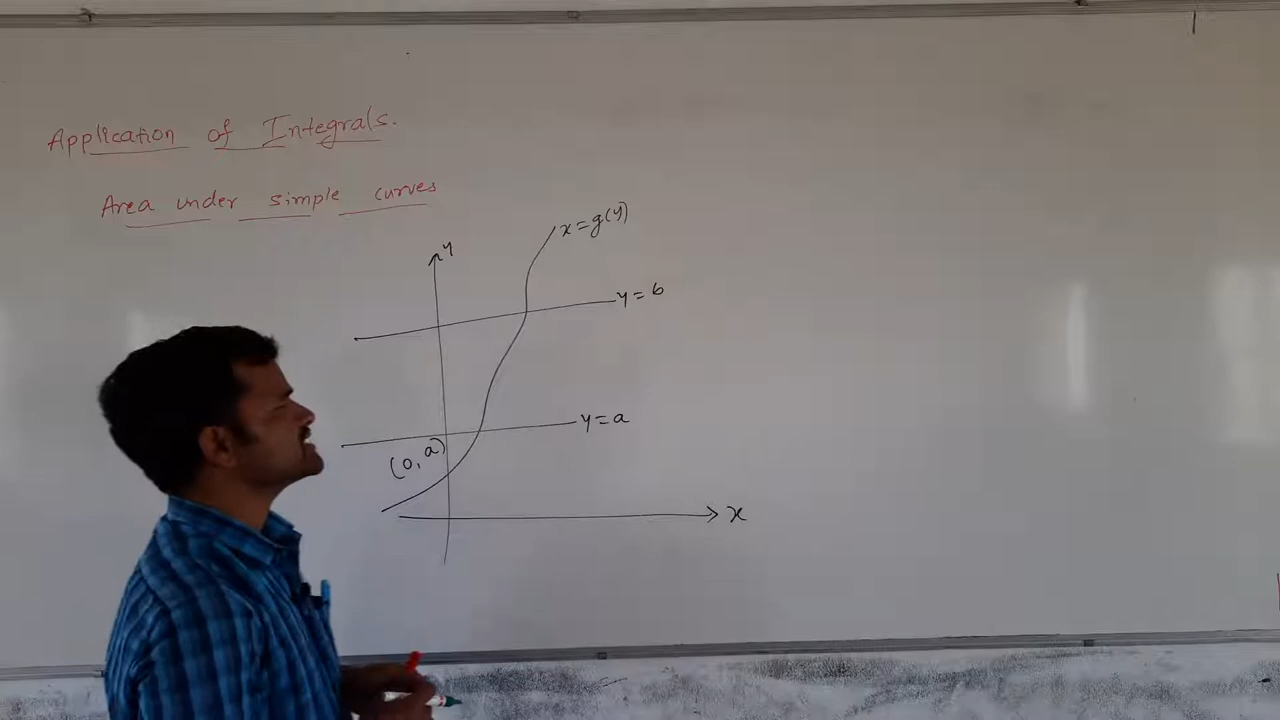 Application of Integrals.
Area under simple curves
x=g(y)
y
y=b
y=a
(0,a)
x